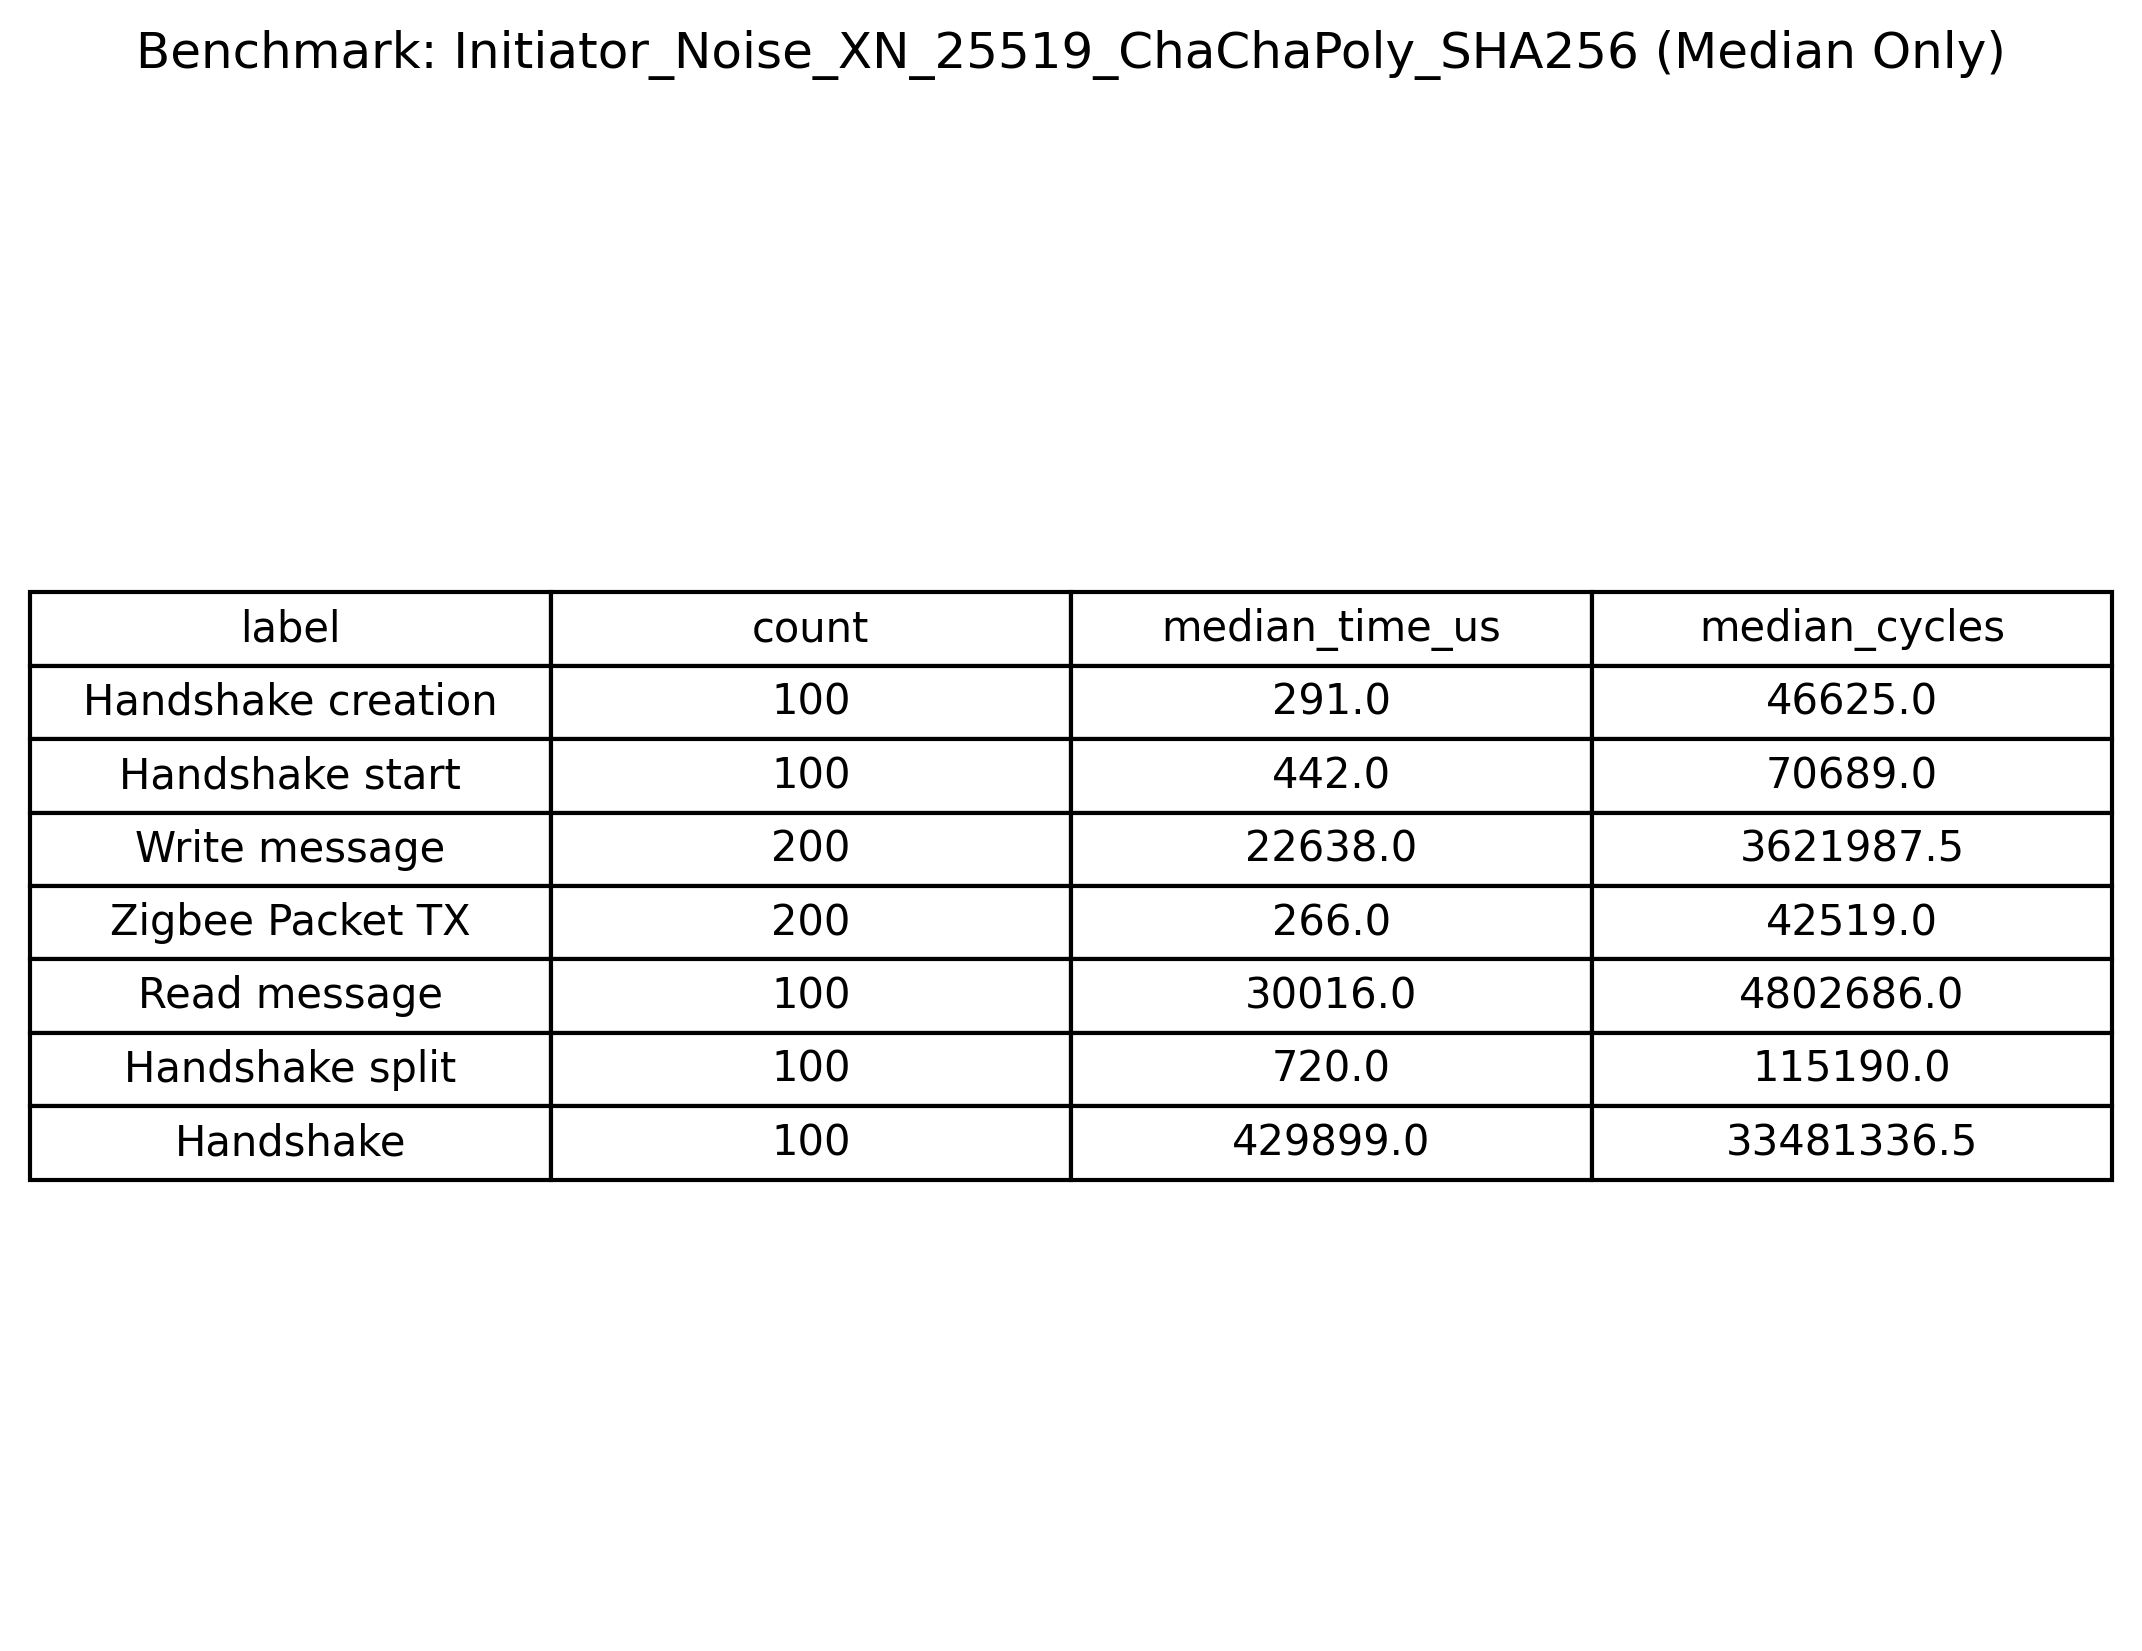 Benchmark: Initiator_Noise_XN_25519_ChaChaPoly_SHA256 (Median Only)
label count median_time_us median_cycles
Handshake creation 100 291.0 46625.0
Handshake start 100 442.0 70689.0
Write message 200 22638.0 3621987.5
Zigbee Packet TX 200 266.0 42519.0
Read message 100 30016.0 4802686.0
Handshake split 100 720.0 115190.0
Handshake 100 429899.0 33481336.5